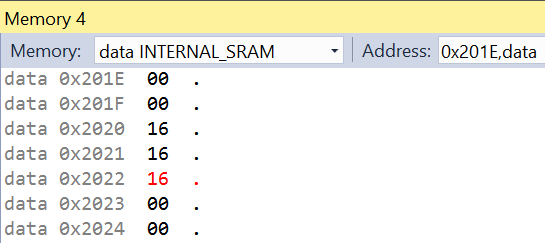 Memory 4
Memory: data INTERNAL_SRAM Address: 0x201E,data
data 0x201E 00 .
data 0x201F 00 .
data 0x2020 16 .
data 0x2021 16 .
data 0x2022 16 .
data 0x2023 00 .
data 0x2024 00 .